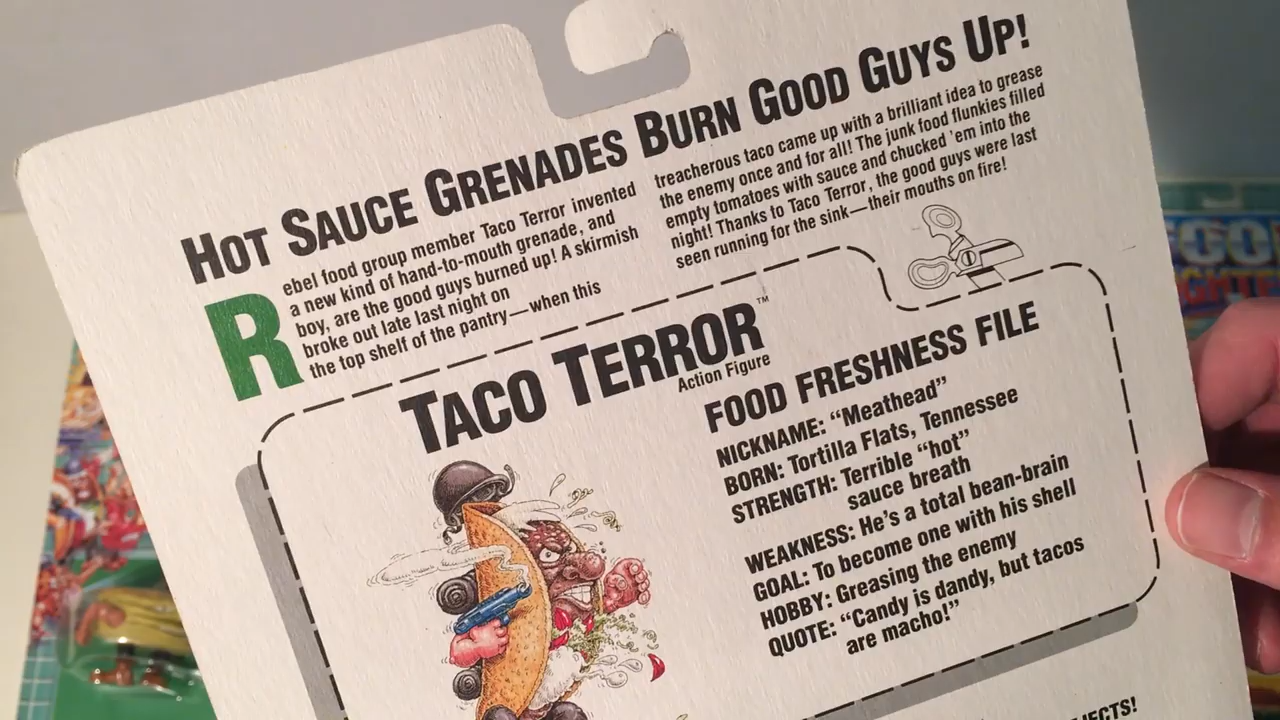 HOT SAUCE GRENADES BURN GOOD GUYS UP!
Rebel food group member Taco Terror invented
a new kind of hand-to-mouth grenade, and
boy, are the good guys burned up! A skirmish
broke out late last night on
the top shelf of the pantry—when this
treacherous taco came up with a brilliant idea to grease
the enemy once and for all! The junk food flunkies filled
empty tomatoes with sauce and chucked 'em into the
night! Thanks to Taco Terror, the good guys were last
seen running for the sink—their mouths on fire!
TACO TERROR™
Action Figure
FOOD FRESHNESS FILE
NICKNAME: “Meathead”
BORN: Tortilla Flats, Tennessee
STRENGTH: Terrible “hot”
sauce breath
WEAKNESS: He's a total bean-brain
GOAL: To become one with his shell
HOBBY: Greasing the enemy
QUOTE: “Candy is dandy, but tacos
are macho!”